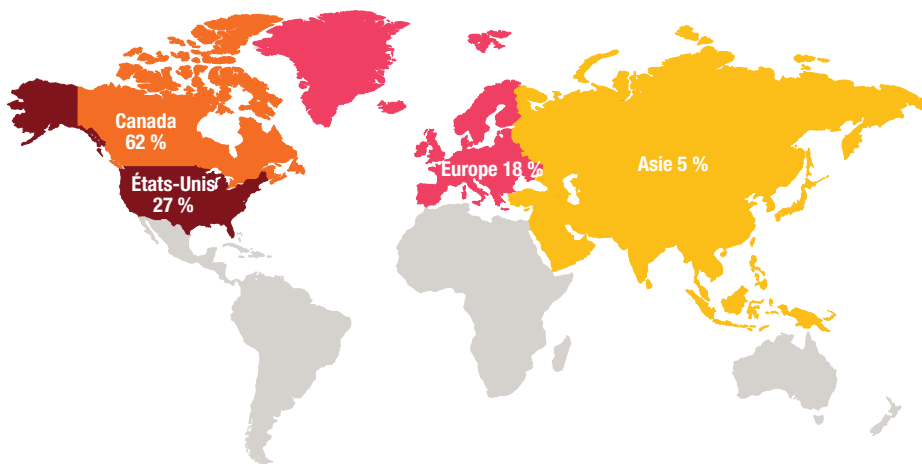 Canada
62 %
États-Unis
27 %
Europe 18 %
Asie 5 %